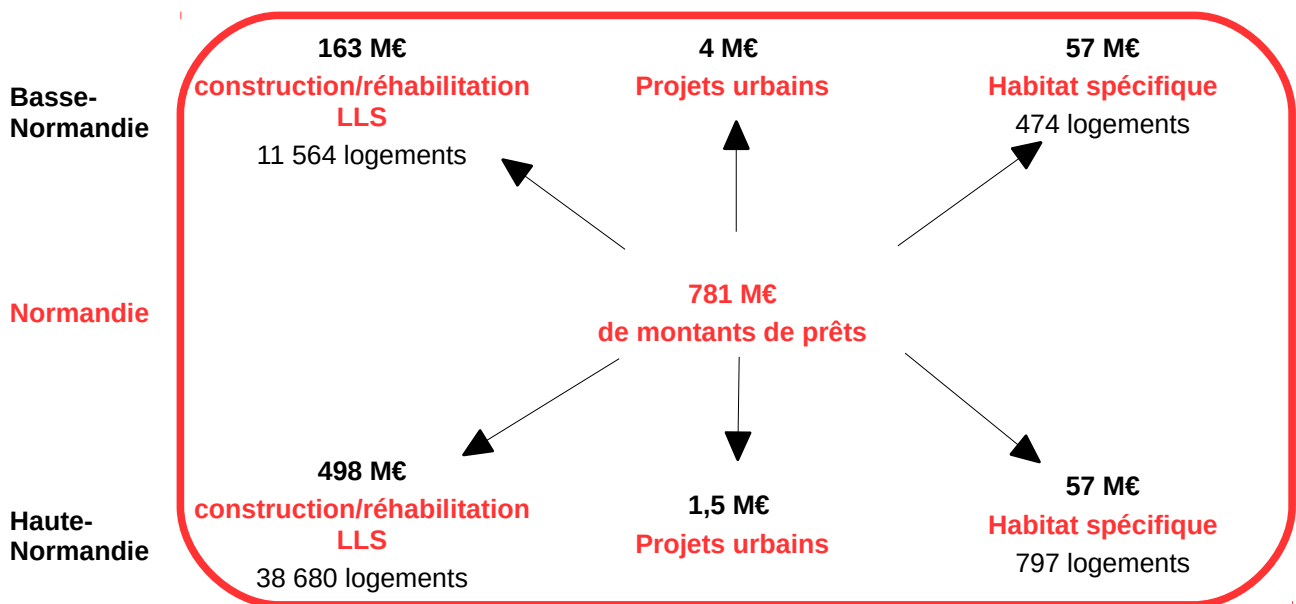 163 M€
construction/réhabilitation
LLS
11 564 logements
4 M€
Projets urbains
57 M€
Habitat spécifique
474 logements
Basse-
Normandie
Normandie
781 M€
de montants de prêts
498 M€
construction/réhabilitation
LLS
38 680 logements
1,5 M€
Projets urbains
57 M€
Habitat spécifique
797 logements
Haute-
Normandie